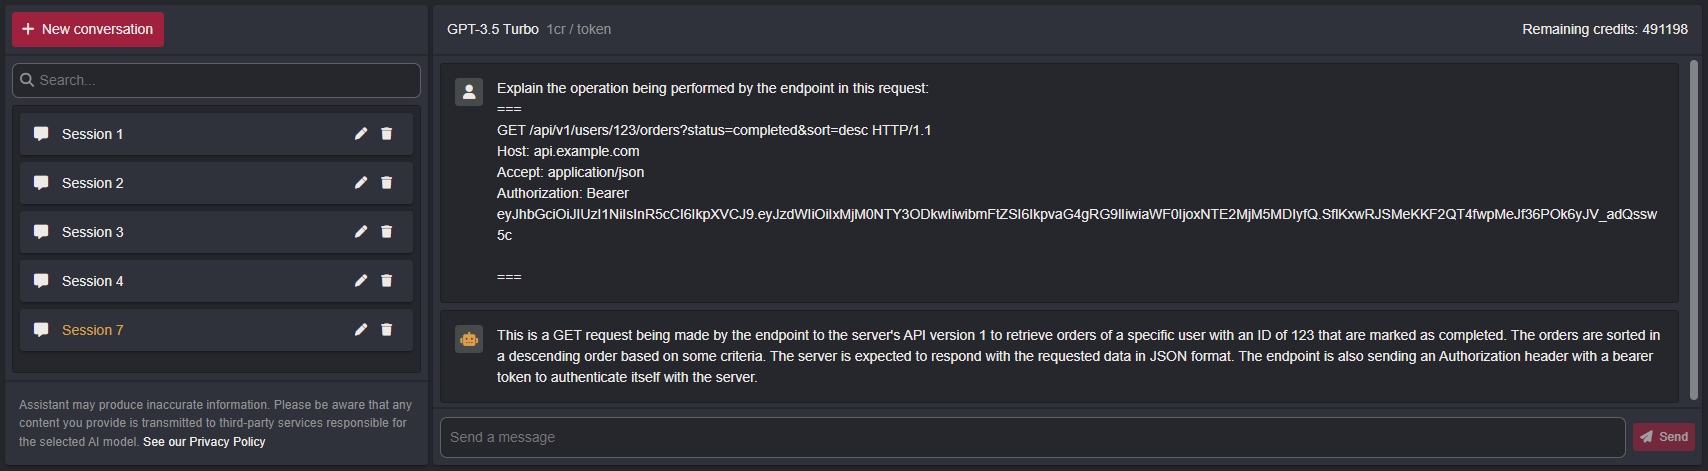 New conversation
Search...
Session 1
Session 2
Session 3
Session 4
Session 7
Assistant may produce inaccurate information. Please be aware that any
content you provide is transmitted to third-party services responsible for
the selected AI model. See our Privacy Policy
GPT-3.5 Turbo 1cr / token
Remaining credits: 491198
Explain the operation being performed by the endpoint in this request:
===
GET /api/v1/users/123/orders?status=completed&sort=desc HTTP/1.1
Host: api.example.com
Accept: application/json
Authorization: Bearer
eyJhbGciOiJIUzI1NiIsInR5cCI6IkpXVCJ9.eyJzdWIiOiIxMjM0NTY3ODkwIiwibmFtZSI6IkpvaG4gRG9lIiwiaWF0IjoxNTE2MjM5MDIyfQ.SflKxwRJSMeKKF2QT4fwpMeJf36POk6yJV_adQssw
5c
===
This is a GET request being made by the endpoint to the server's API version 1 to retrieve orders of a specific user with an ID of 123 that are marked as completed. The orders are sorted in
a descending order based on some criteria. The server is expected to respond with the requested data in JSON format. The endpoint is also sending an Authorization header with a bearer
token to authenticate itself with the server.
Send a message
Send